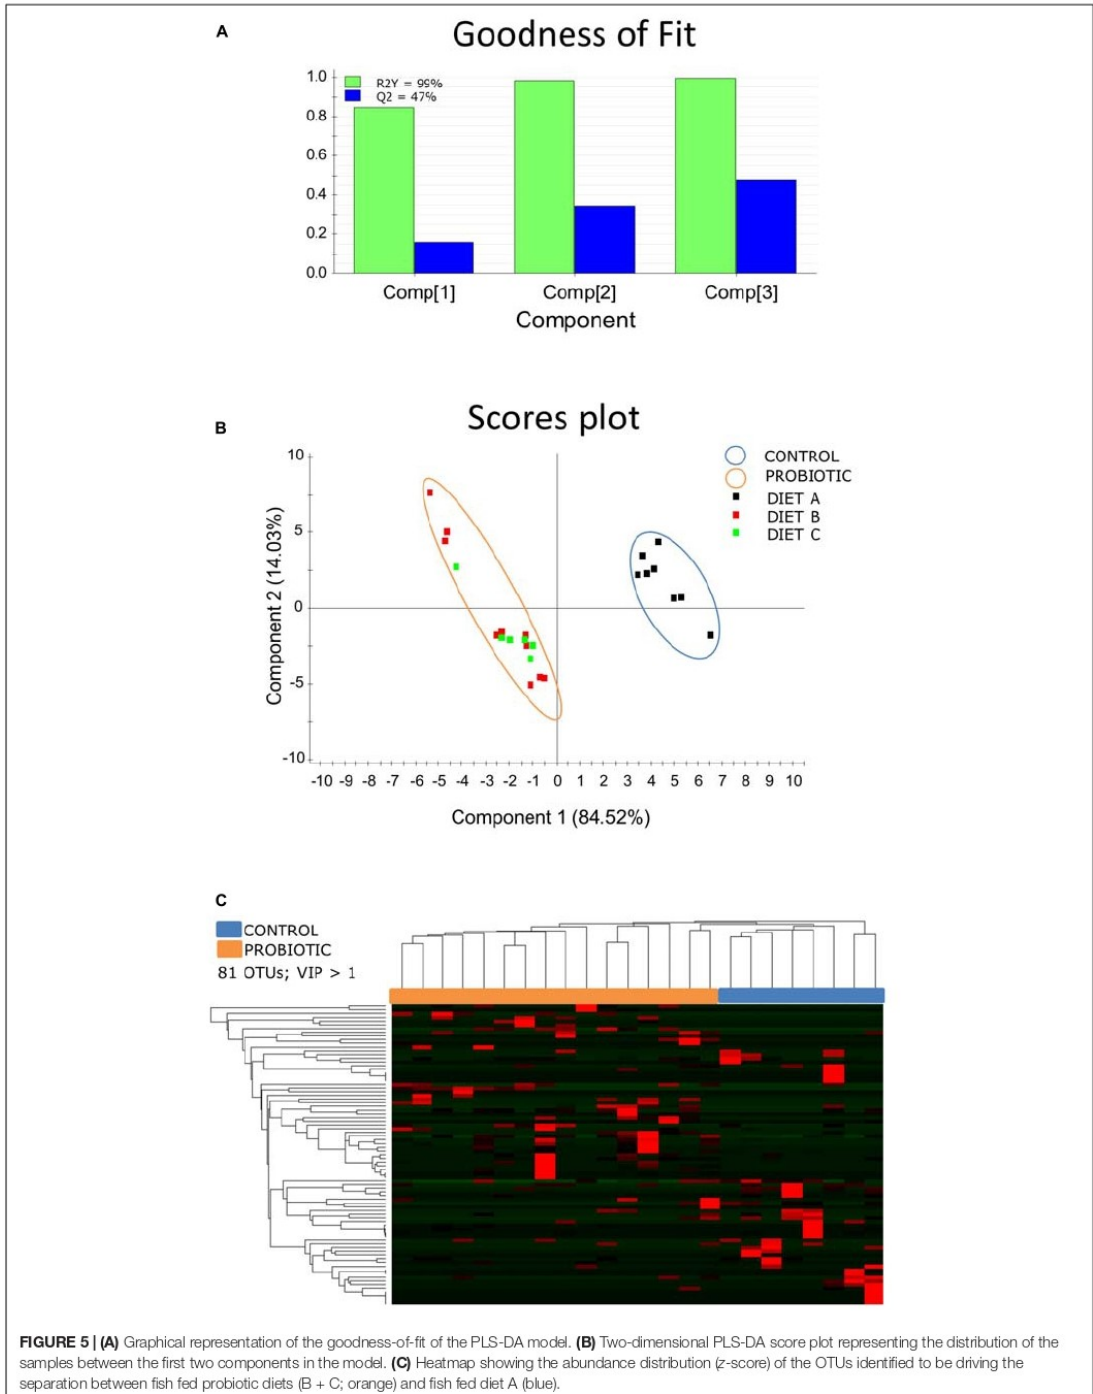 A
Goodness of Fit
R2Y = 99%
Q2 = 47%
1.0
0.8
0.6
0.4
0.2
0.0
Comp[1] Comp[2] Comp[3]
Component
B
Scores plot
CONTROL
PROBIOTIC
DIET A
DIET B
DIET C
Component 2 (14.03%)
10
5
0
-5
-10
-10 -9 -8 -7 -6 -5 -4 -3 -2 -1 0 1 2 3 4 5 6 7 8 9 10
Component 1 (84.52%)
C
CONTROL
PROBIOTIC
81 OTUs; VIP > 1
FIGURE 5 | (A) Graphical representation of the goodness-of-fit of the PLS-DA model. (B) Two-dimensional PLS-DA score plot representing the distribution of the
samples between the first two components in the model. (C) Heatmap showing the abundance distribution (z-score) of the OTUs identified to be driving the
separation between fish fed probiotic diets (B + C; orange) and fish fed diet A (blue).